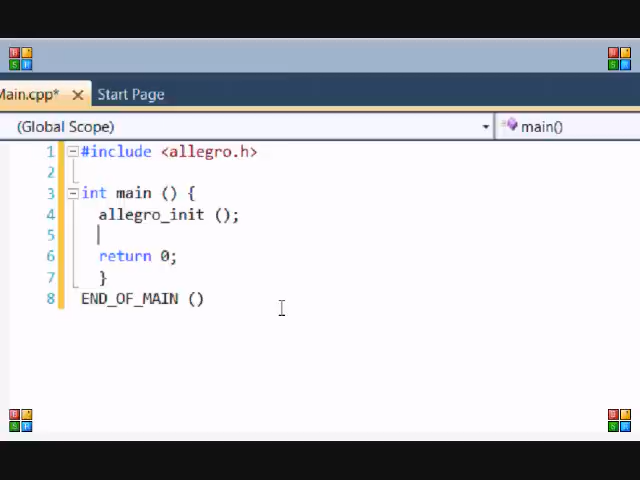 Main.cpp* X Start Page
(Global Scope) main()
1 #include <allegro.h>
2
3 int main () {
4 allegro_init ();
5
6 return 0;
7 }
8 END_OF_MAIN ()